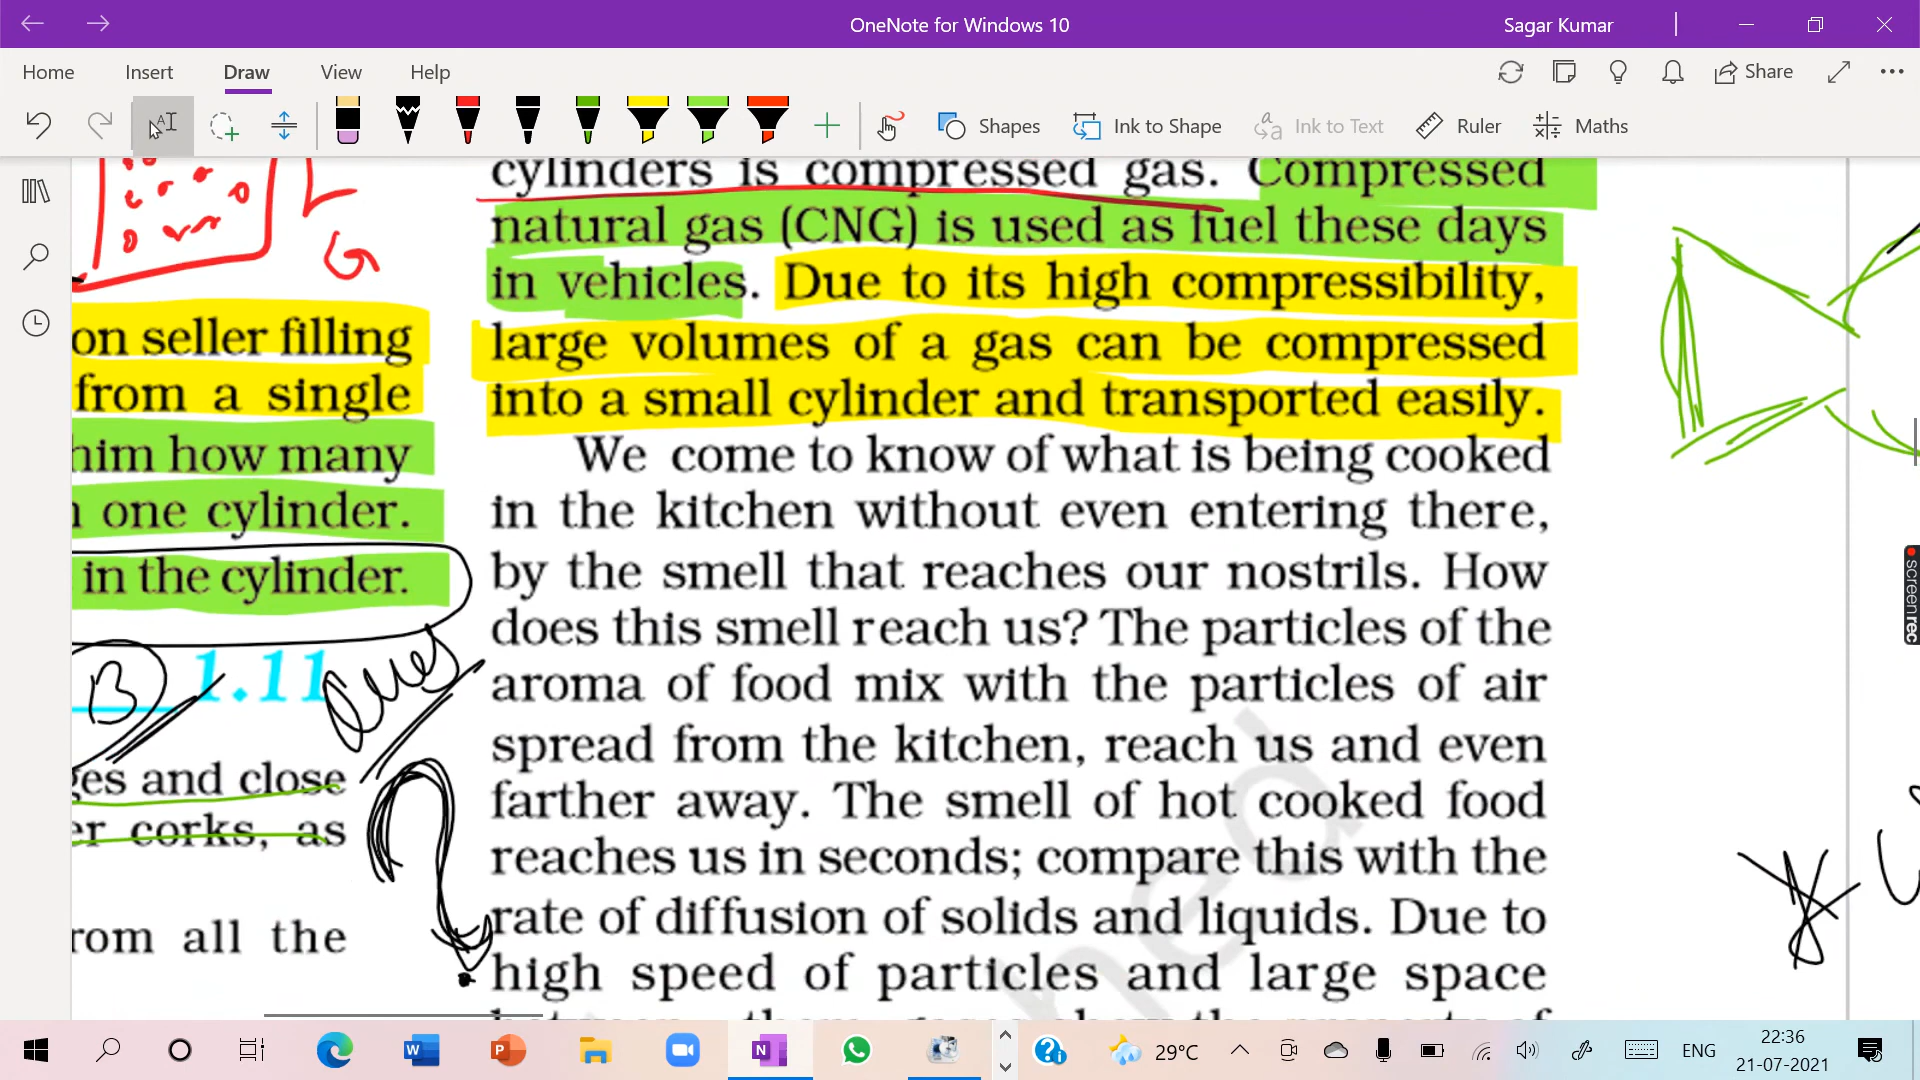 OneNote for Windows 10
Sagar Kumar
Home Insert Draw View Help
Share
Shapes Ink to Shape Ink to Text Ruler Maths
on seller filling
from a single
him how many
one cylinder.
in the cylinder.
B 1.11
Ques
and close
corks, as
all the
cylinders is compressed gas. Compressed
natural gas (CNG) is used as fuel these days
in vehicles. Due to its high compressibility,
large volumes of a gas can be compressed
into a small cylinder and transported easily.
We come to know of what is being cooked
in the kitchen without even entering there,
by the smell that reaches our nostrils. How
does this smell reach us? The particles of the
aroma of food mix with the particles of air
spread from the kitchen, reach us and even
farther away. The smell of hot cooked food
reaches us in seconds; compare this with the
rate of diffusion of solids and liquids. Due to
high speed of particles and large space
G
screenrec
29°C
ENG
22:36
21-07-2021